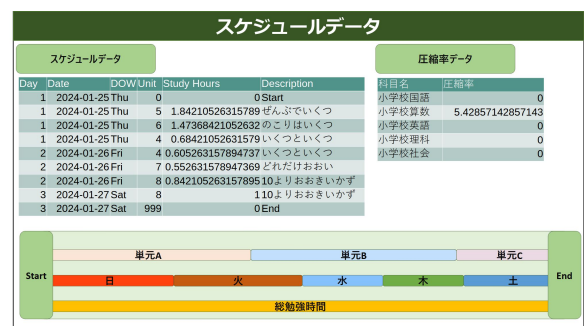 スケジュールデータ
スケジュールデータ
圧縮率データ
Day Date DOW Unit Study Hours Description
1 2024-01-25 Thu 0 0 Start
1 2024-01-25 Thu 5 1.84210526315789 ぜんぶでいくつ
1 2024-01-25 Thu 6 1.47368421052632 のこりはいくつ
1 2024-01-25 Thu 4 0.68421052631579 いくつといくつ
2 2024-01-26 Fri 4 0.605263157894737 いくつといくつ
2 2024-01-26 Fri 7 0.552631578947369 どれだけおおい
2 2024-01-26 Fri 8 0.842105263157895 10よりおおきいかず
3 2024-01-27 Sat 8 1 10よりおおきいかず
3 2024-01-27 Sat 999 0 End
科目名 圧縮率
小学校国語 0
小学校算数 5.42857142857143
小学校英語 0
小学校理科 0
小学校社会 0
単元A 単元B 単元C
Start
日 火 水 木 土
End
総勉強時間